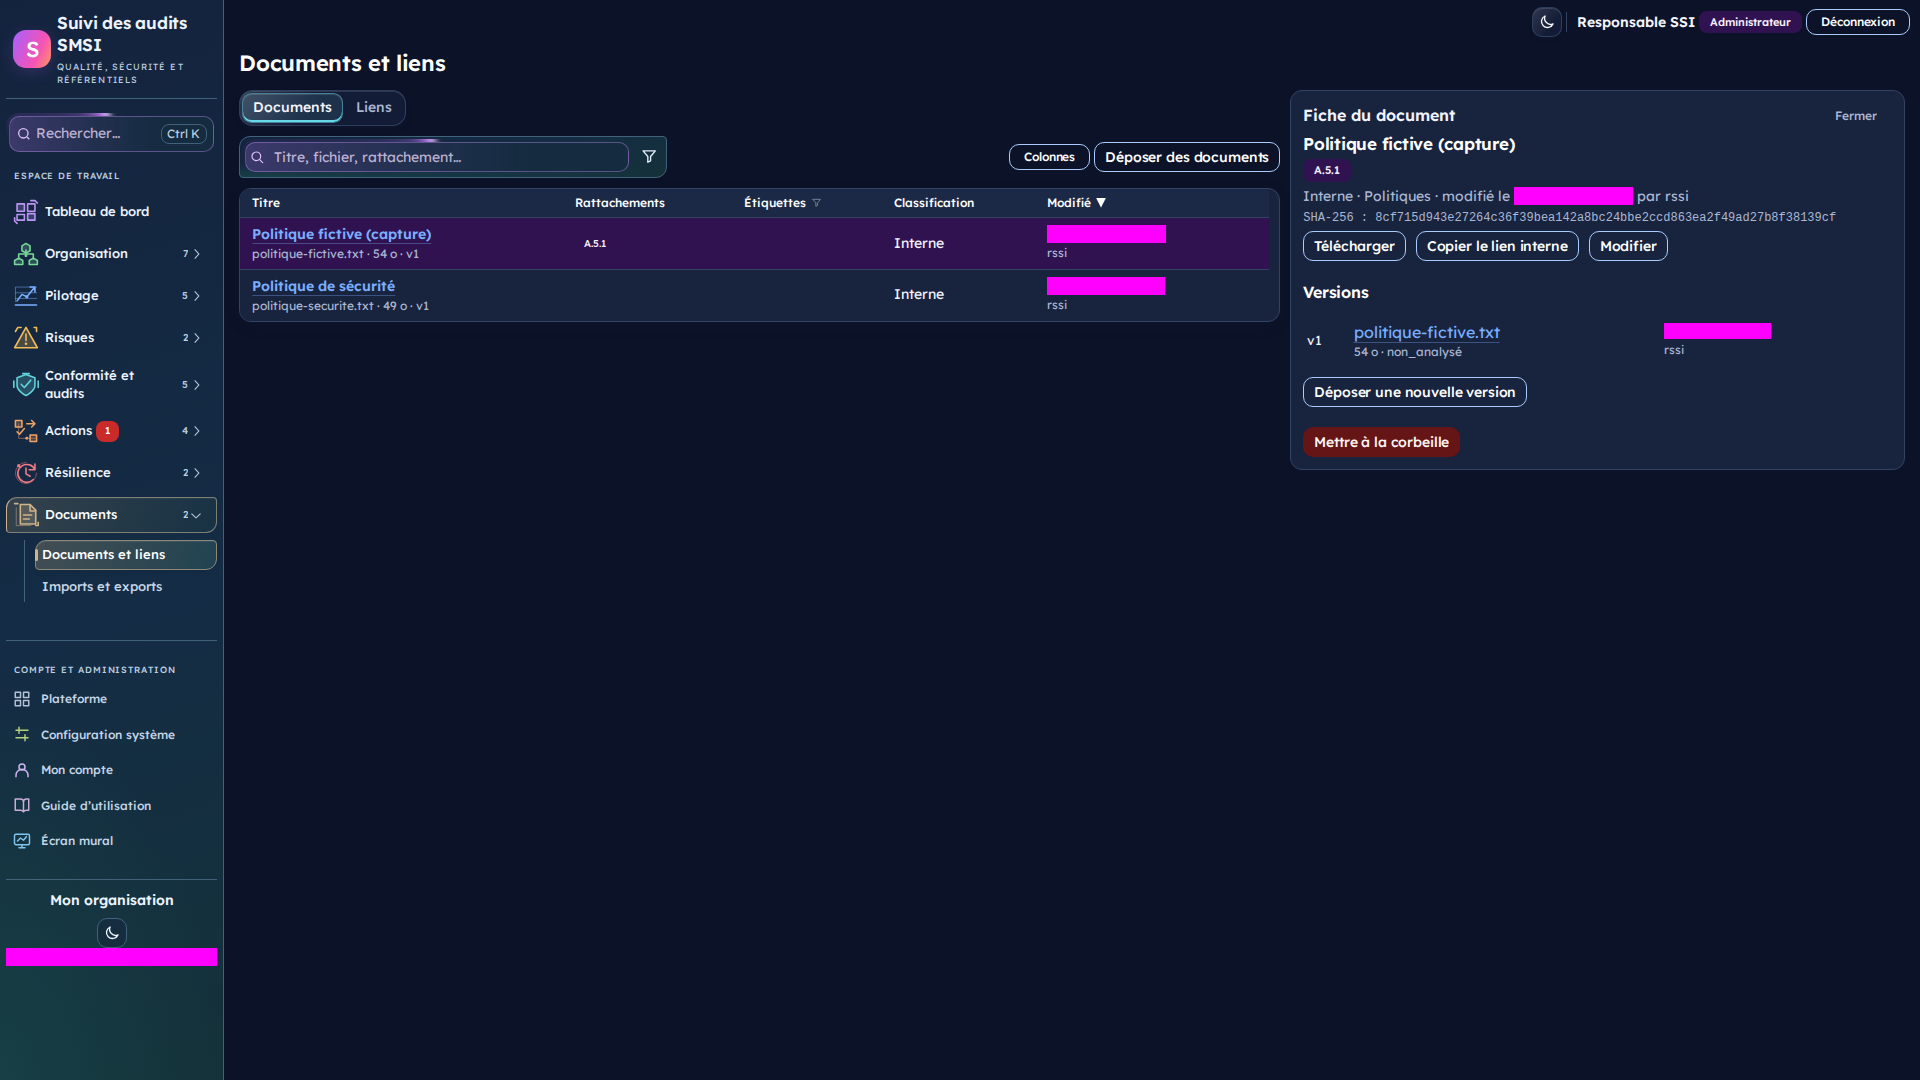 S
Suivi des audits
SMSI
QUALITÉ, SÉCURITÉ ET
RÉFÉRENTIELS
Rechercher... Ctrl K
ESPACE DE TRAVAIL
Tableau de bord
Organisation 7
Pilotage 5
Risques 2
Conformité et
audits 5
Actions 1 4
Résilience 2
Documents 2
Documents et liens
Imports et exports
COMPTE ET ADMINISTRATION
Plateforme
Configuration système
Mon compte
Guide d’utilisation
Écran mural
Mon organisation
Responsable SSI Administrateur Déconnexion
Documents et liens
Documents Liens
Titre, fichier, rattachement...
Colonnes Déposer des documents
Titre Rattachements Étiquettes Classification Modifié ▼
Politique fictive (capture)
politique-fictive.txt · 54 o · v1
A.5.1
Interne
rssi
Politique de sécurité
politique-securite.txt · 49 o · v1
Interne
rssi
Fiche du document Fermer
Politique fictive (capture)
A.5.1
Interne · Politiques · modifié le par rssi
SHA-256 : 8cf715d943e27264c36f39bea142a8bc24bbe2ccd863ea2f49ad27b8f38139cf
Télécharger Copier le lien interne Modifier
Versions
v1 politique-fictive.txt
54 o · non_analysé
rssi
Déposer une nouvelle version
Mettre à la corbeille